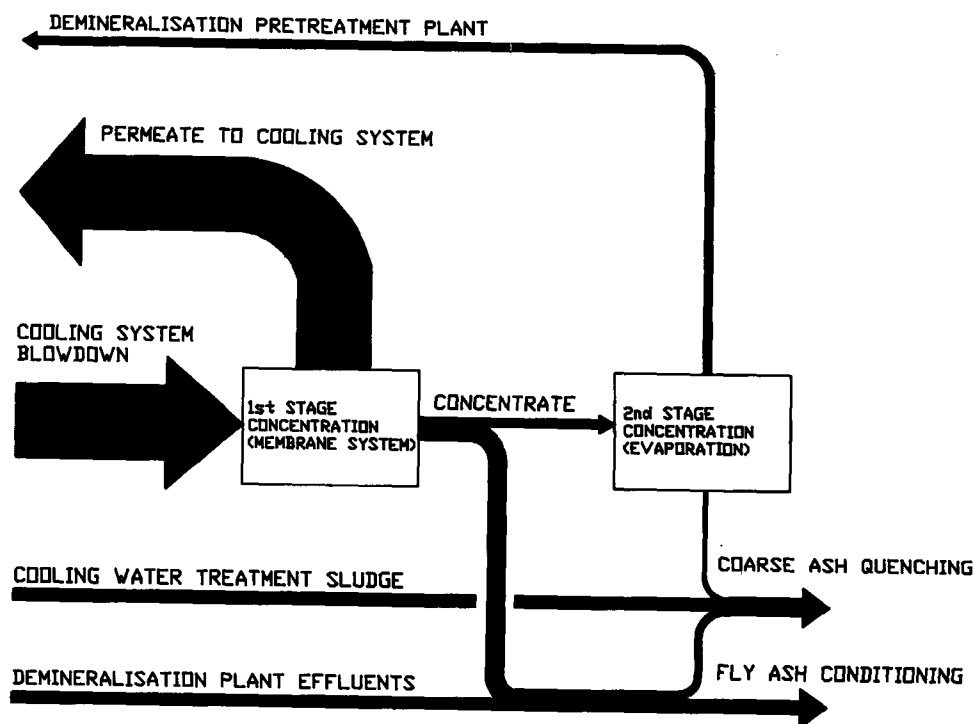 DEMINERALISATION PRETREATMENT PLANT
PERMEATE TO COOLING SYSTEM
COOLING SYSTEM
BLOWDOWN
1st STAGE
CONCENTRATION
(MEMBRANE SYSTEM)
CONCENTRATE
2nd STAGE
CONCENTRATION
(EVAPORATION)
COOLING WATER TREATMENT SLUDGE
COARSE ASH QUENCHING
DEMINERALISATION PLANT EFFLUENTS
FLY ASH CONDITIONING